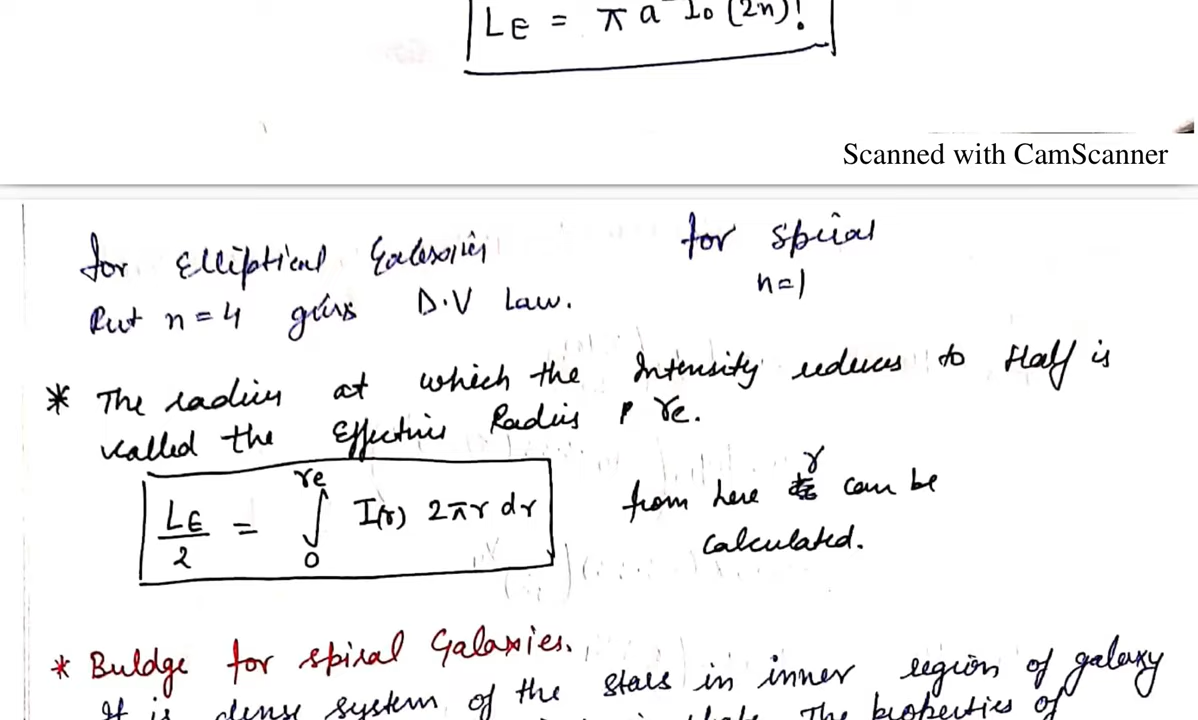 LE = π a² I₀ (2n)!
Scanned with CamScanner
for Elliptical Galaxies
for spiral
Put n = 4 gives D.V Law.
n = 1
* The radius at which the Intensity reduces to Half is
called the Effective Radius re.
LE/2 = ∫₀^re I(r) 2πr dr
from here r can be
calculated.
* Buldge for spiral Galaxies.
It is dense system of the stars in inner region of galaxy
The properties of